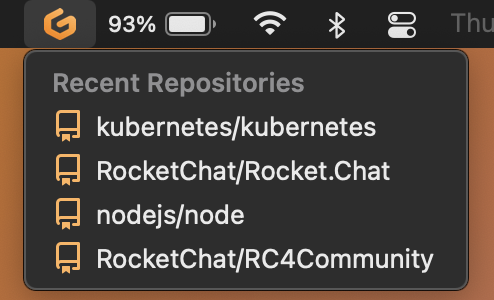 93%
Thu
Recent Repositories
kubernetes/kubernetes
RocketChat/Rocket.Chat
nodejs/node
RocketChat/RC4Community